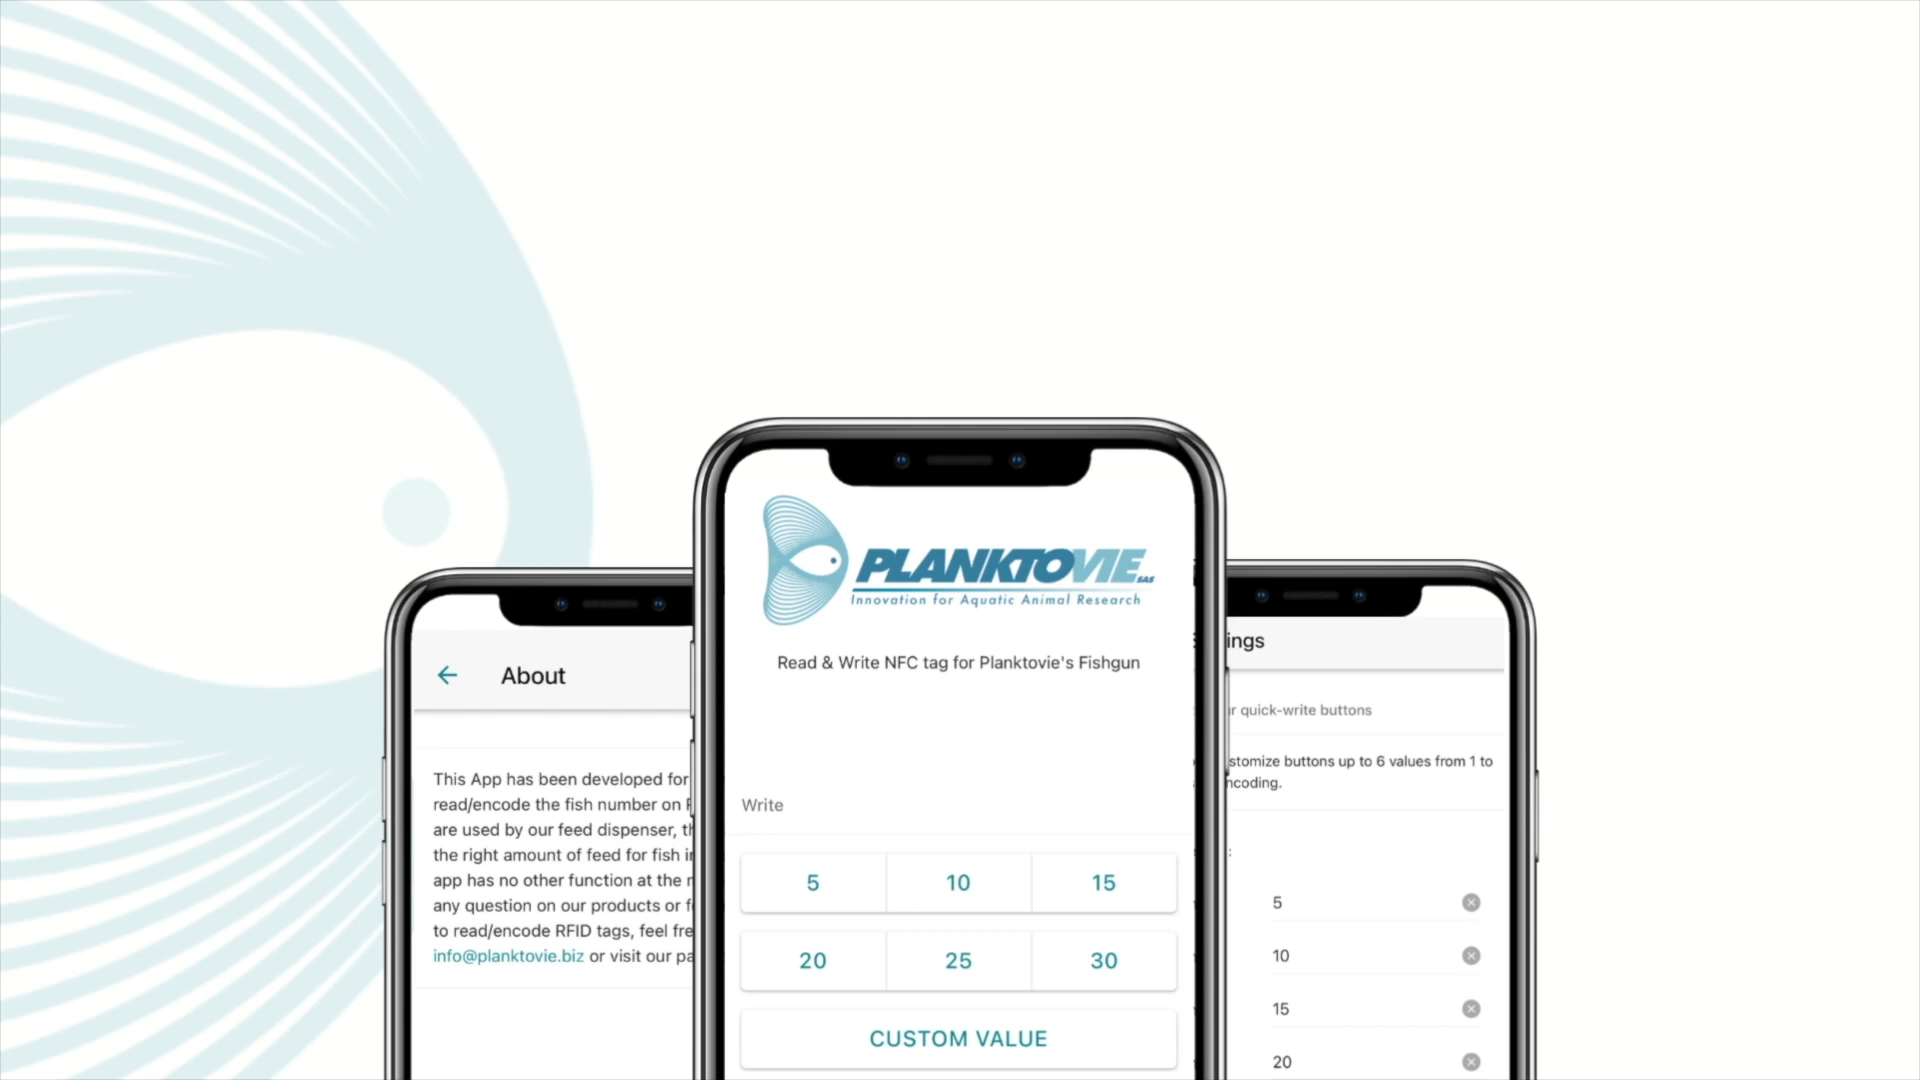 About
This App has been developed for
read/encode the fish number on
are used by our feed dispenser,
the right amount of feed for fish
app has no other function at the
any question on our products or
to read/encode RFID tags, feel
info@planktovie.biz or visit our
PLANKTOVIE SAS
Innovation for Aquatic Animal Research
Read & Write NFC tag for Planktovie's Fishgun
Write
5 10 15
20 25 30
CUSTOM VALUE
ings
quick-write buttons
stomize buttons up to 6 values from 1 to
ncoding.
5
10
15
20